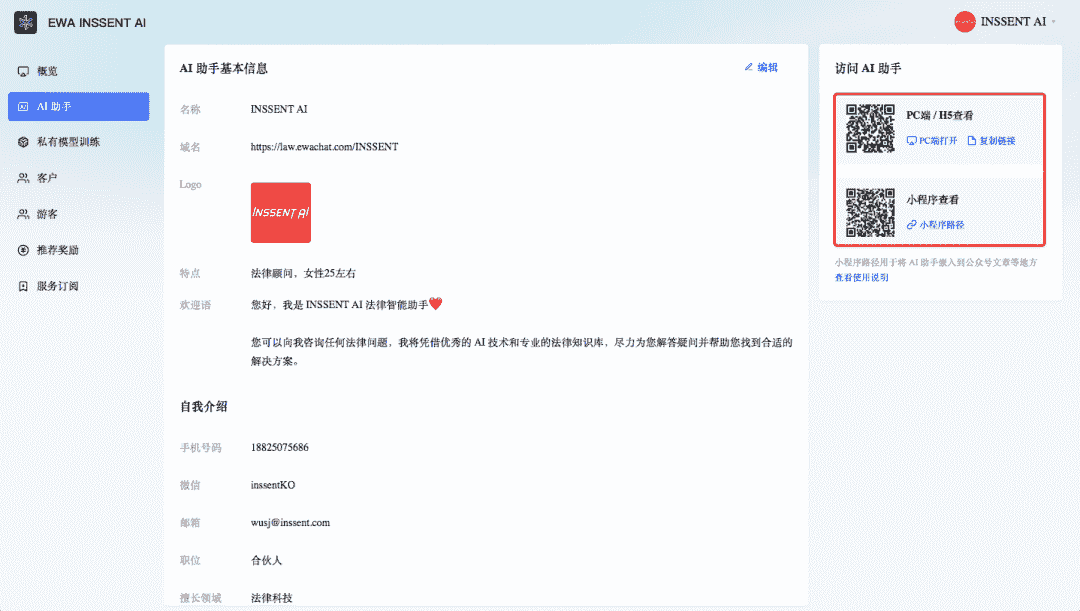 EWA INSSENT AI
INSSENT AI
概览
AI 助手
私有模型训练
客户
游客
推荐奖励
服务订阅
AI 助手基本信息
编辑
名称
INSSENT AI
域名
https://law.ewachat.com/INSSENT
Logo
INSSENT AI
特点
法律顾问，女性25左右
欢迎语
您好，我是 INSSENT AI 法律智能助手❤️
您可以向我咨询任何法律问题，我将凭借优秀的 AI 技术和专业的法律知识库，尽力为您解答疑问并帮助您找到合适的
解决方案。
自我介绍
手机号码
18825075686
微信
inssentKO
邮箱
wusj@inssent.com
职位
合伙人
擅长领域
法律科技
访问 AI 助手
PC端 / H5查看
PC端打开 复制链接
小程序查看
小程序路径
小程序路径用于将 AI 助手嵌入到公众号文章等地方
查看使用说明